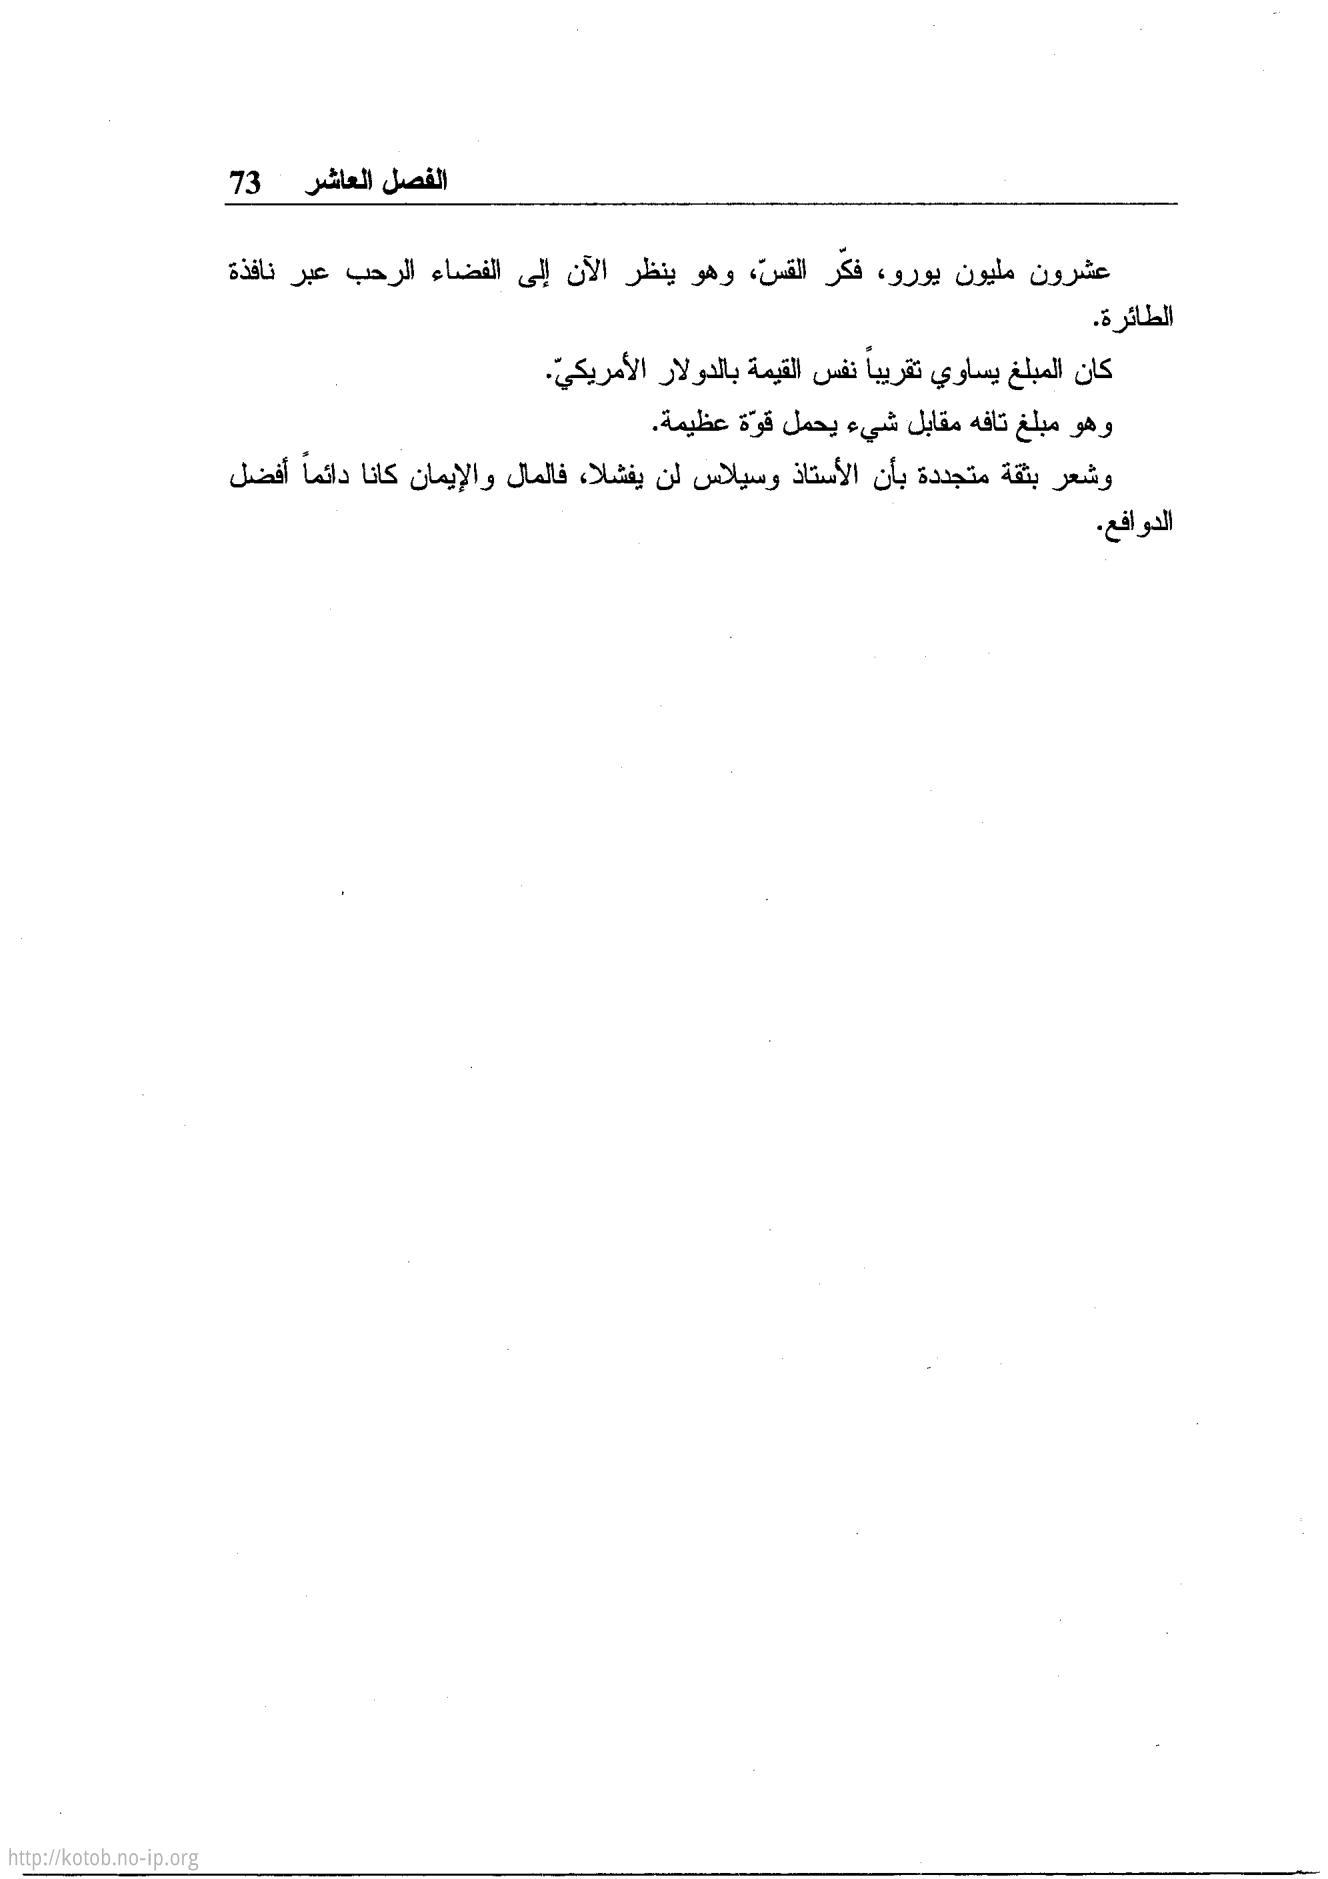 الفصل العاشر 73
عشرون مليون يورو، فكّر القسّ، وهو ينظر الآن إلى الفضاء الرحب عبر نافذة
الطائرة.
كان المبلغ يساوي تقريباً نفس القيمة بالدولار الأمريكيّ.
وهو مبلغ تافه مقابل شيء يحمل قوّة عظيمة.
وشعر بثقة متجددة بأن الأستاذ وسيلاس لن يفشلا، فالمال والإيمان كانا دائماً أفضل
الدوافع.
http://kotob.no-ip.org